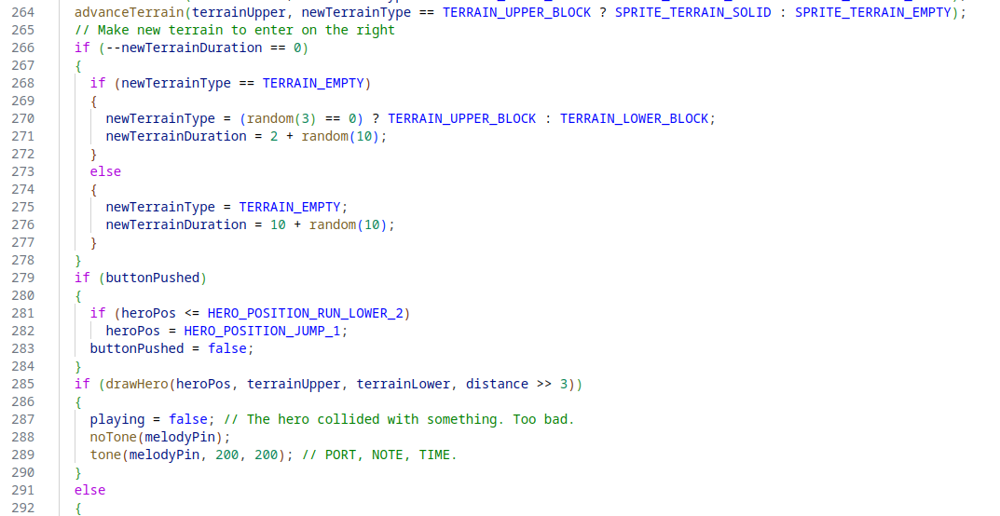 264 advanceTerrain(terrainUpper, newTerrainType == TERRAIN_UPPER_BLOCK ? SPRITE_TERRAIN_SOLID : SPRITE_TERRAIN_EMPTY);
265 // Make new terrain to enter on the right
266 if (--newTerrainDuration == 0)
267 {
268 if (newTerrainType == TERRAIN_EMPTY)
269 {
270 newTerrainType = (random(3) == 0) ? TERRAIN_UPPER_BLOCK : TERRAIN_LOWER_BLOCK;
271 newTerrainDuration = 2 + random(10);
272 }
273 else
274 {
275 newTerrainType = TERRAIN_EMPTY;
276 newTerrainDuration = 10 + random(10);
277 }
278 }
279 if (buttonPushed)
280 {
281 if (heroPos <= HERO_POSITION_RUN_LOWER_2)
282 heroPos = HERO_POSITION_JUMP_1;
283 buttonPushed = false;
284 }
285 if (drawHero(heroPos, terrainUpper, terrainLower, distance >> 3))
286 {
287 playing = false; // The hero collided with something. Too bad.
288 noTone(melodyPin);
289 tone(melodyPin, 200, 200); // PORT, NOTE, TIME.
290 }
291 else
292 {